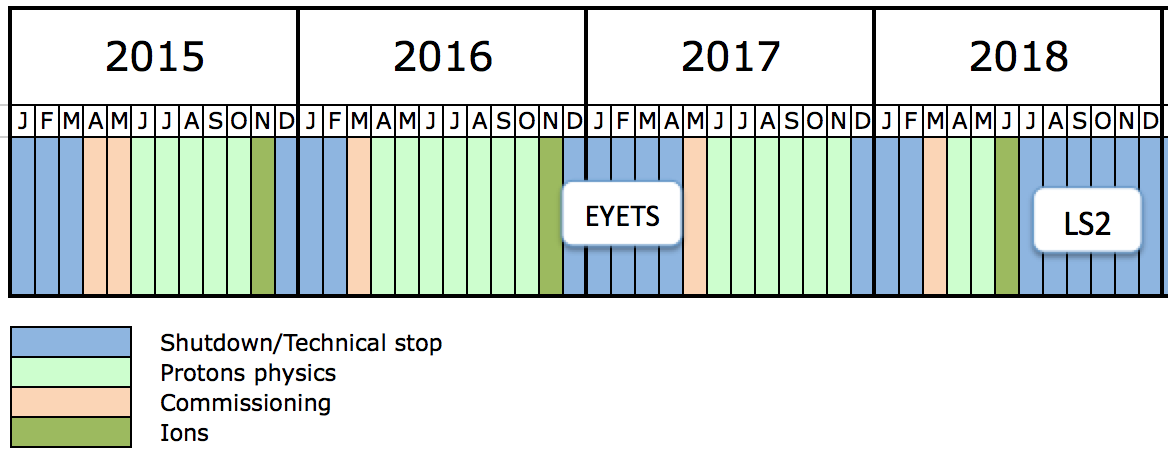 2015 2016 2017 2018
J F M A M J J A S O N D J F M A M J J A S O N D J F M A M J J A S O N D J F M A M J J A S O N D
EYETS LS2
Shutdown/Technical stop
Protons physics
Commissioning
Ions